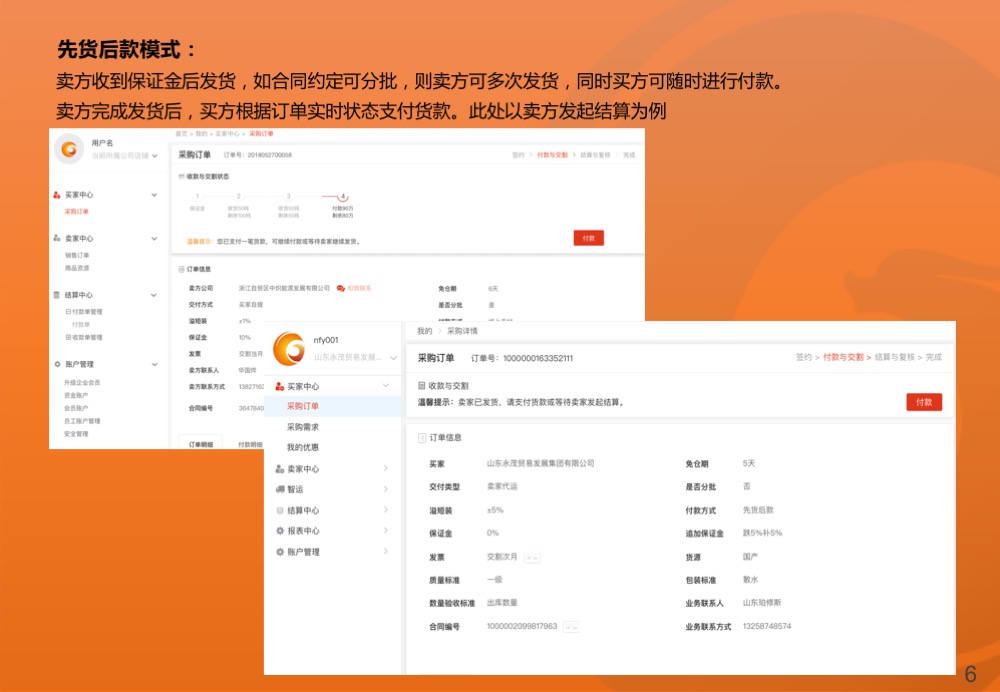 先货后款模式：
卖方收到保证金后发货，如合同约定可分批，则卖方可多次发货，同时买方可随时进行付款。
卖方完成发货后，买方根据订单实时状态支付货款。此处以卖方发起结算为例
首页 > 我的 > 买家中心 > 采购订单
用户名
当前所属公司店铺
采购订单 订单号：2018052700058
签约 > 付款与交割 > 结算与复核 > 完成
收款与交割状态
1 2 3 4
保证金 收货50吨 收货50吨 付款90万
剩余100吨 剩余50吨 剩余80万
温馨提示：您已支付一笔货款，可继续付款或等待卖家继续发货。
付款
买家中心
采购订单
卖家中心
销售订单
商品资源
结算中心
日付款单管理
付款单
日收款单管理
账户管理
升级企业会员
资金账户
会员账户
员工账户管理
安全管理
订单信息
卖方公司 浙江自贸区中织能源发展有限公司 和我联系 免仓期 6天
交付方式 买家自提 是否分批 是
溢短装 ±1%
保证金 10%
发票 交割当月
卖方联系人 华国伴
卖方联系方式 13827163
合同编号 3647840
订单明细 付款明细
nfy001
山东永茂贸易发展...
买家中心
采购订单
采购需求
我的优惠
卖家中心
智运
结算中心
报表中心
账户管理
我的 > 采购详情
采购订单 订单号：1000000163352111
签约 > 付款与交割 > 结算与复核 > 完成
收款与交割
温馨提示：卖家已发货，请支付货款或等待卖家发起结算。
付款
订单信息
买家 山东永茂贸易发展集团有限公司 免仓期 5天
交付类型 卖家代运 是否分批 否
溢短装 ±5% 付款方式 先货后款
保证金 0% 追加保证金 跌5%补5%
发票 交割次月 货源 国产
质量标准 一级 包装标准 散水
数量验收标准 出库数量 业务联系人 山东珀修斯
合同编号 1000002099817963 业务联系方式 13258748574
6